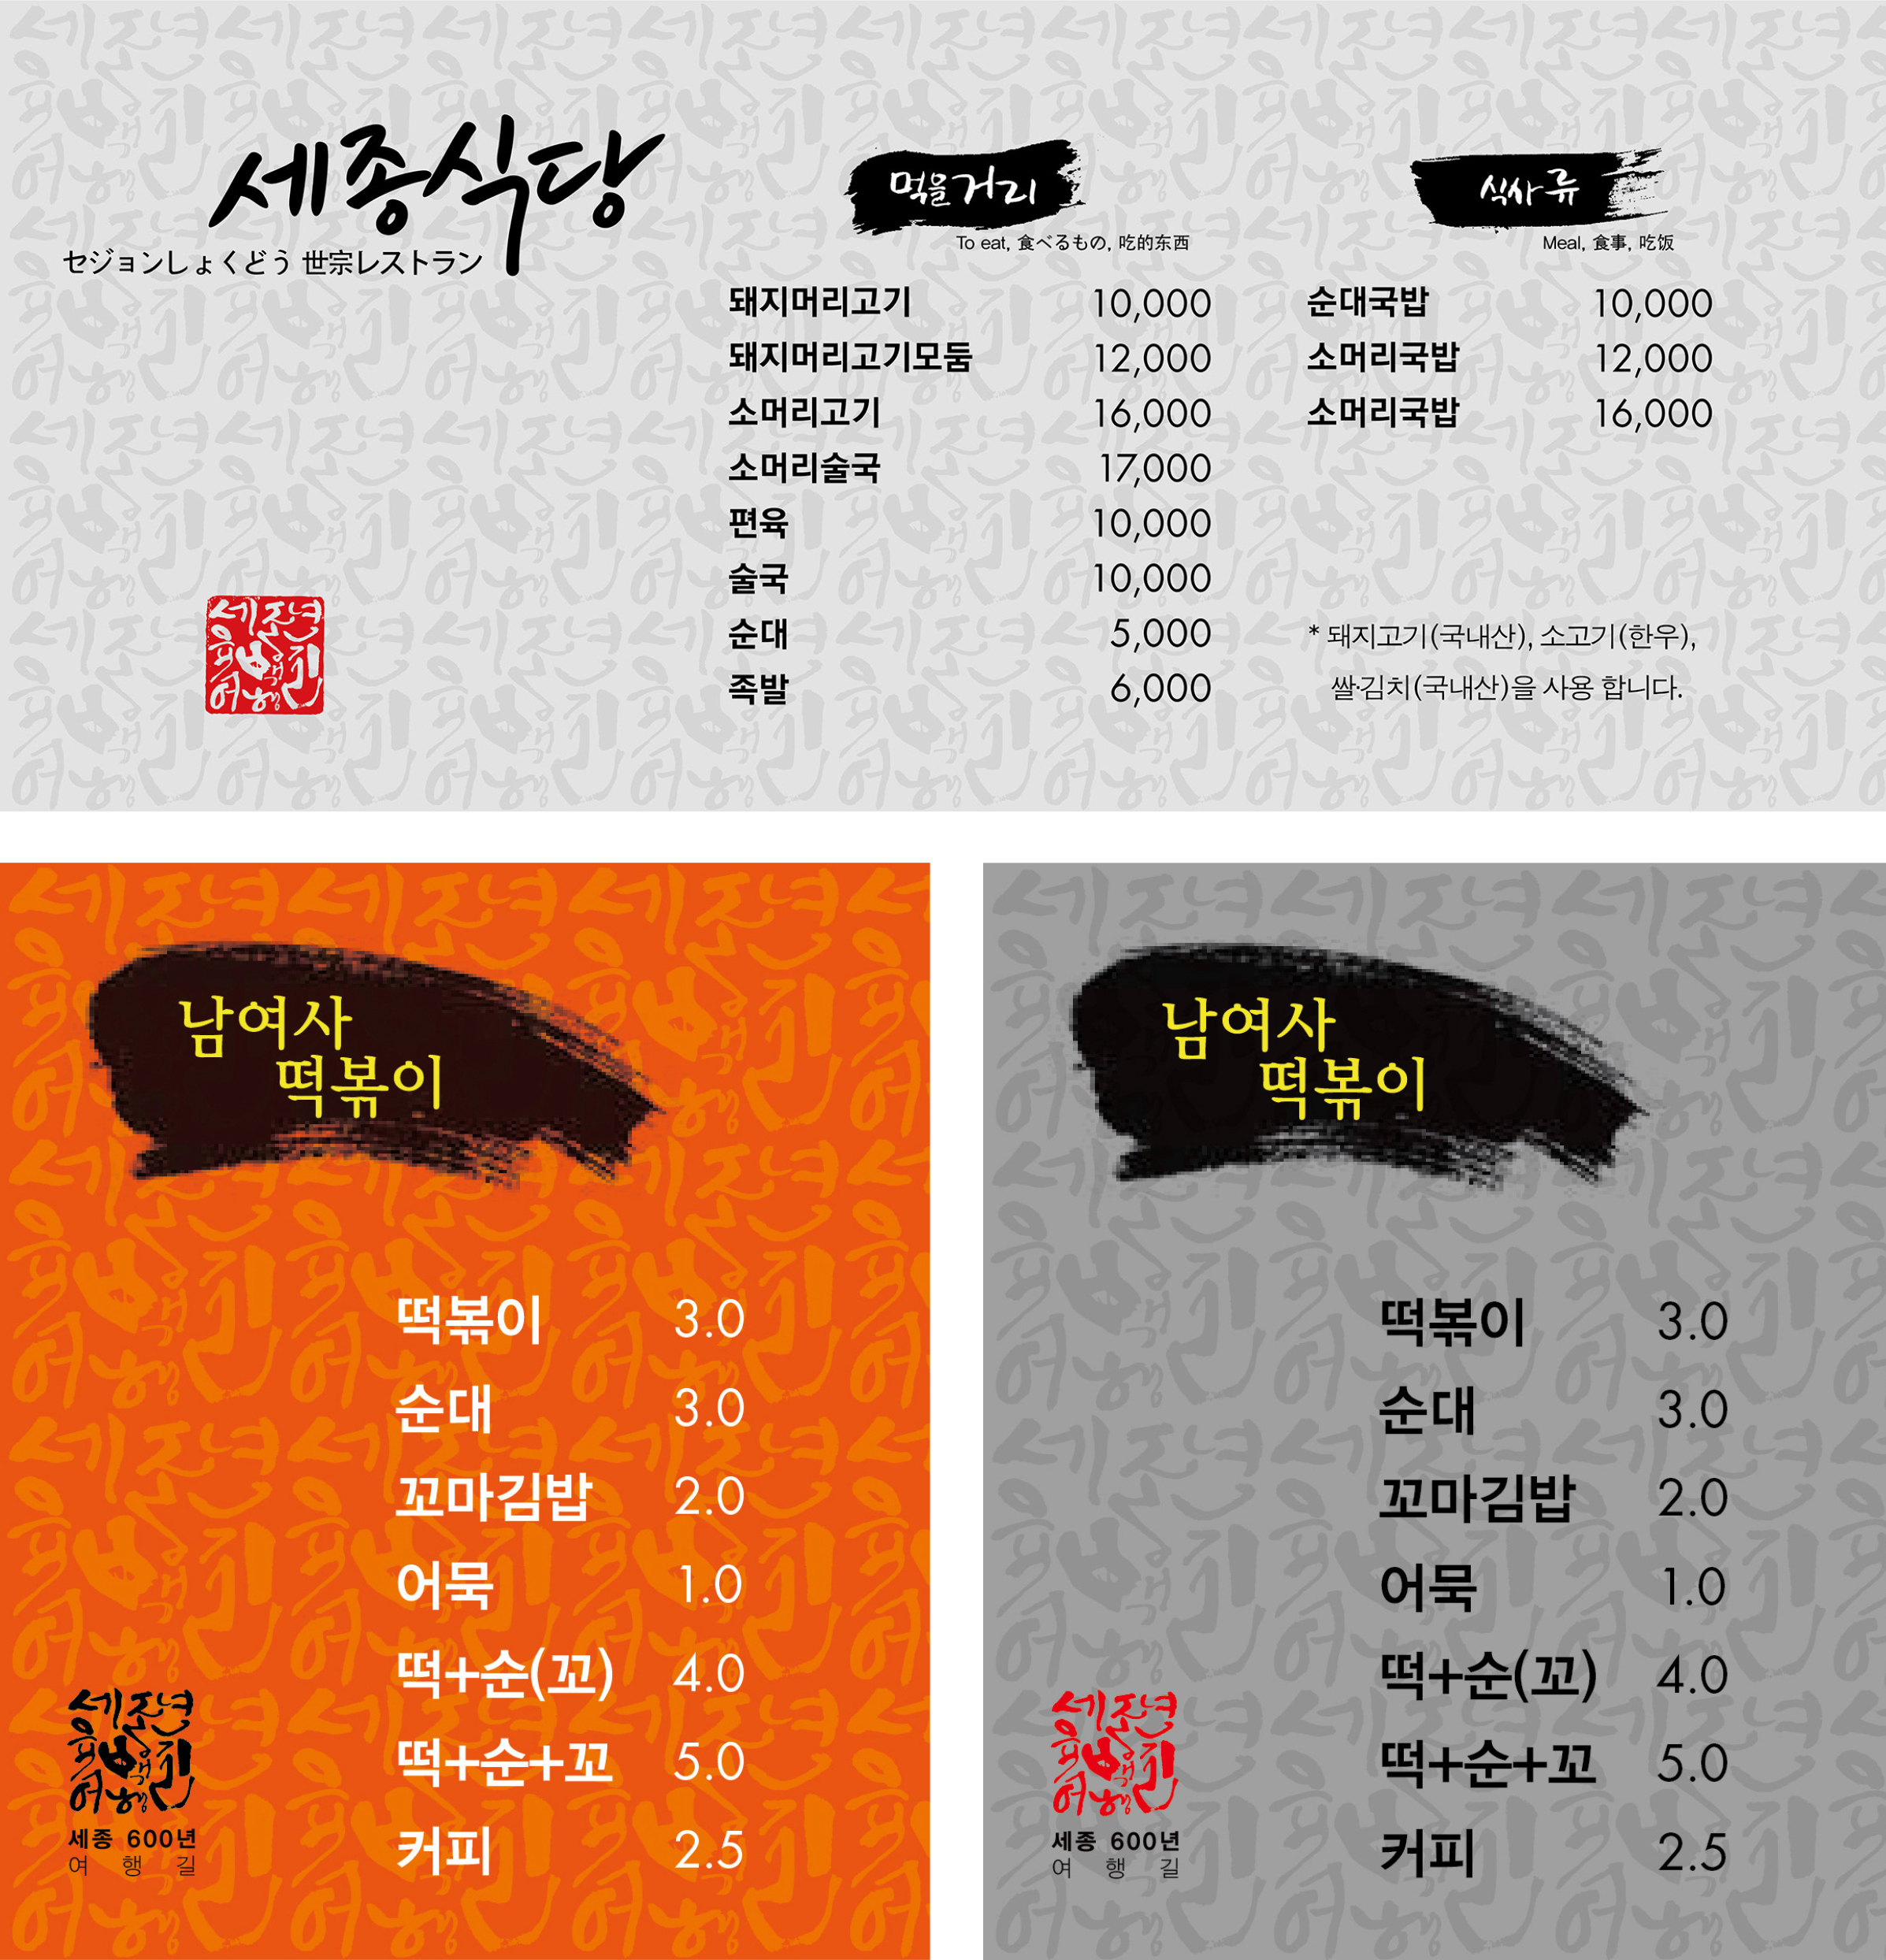 세종식당
セジョンしょくどう 世宗レストラン
먹을거리
To eat, 食べるもの, 吃的东西
돼지머리고기 10,000
돼지머리고기모둠 12,000
소머리고기 16,000
소머리술국 17,000
편육 10,000
술국 10,000
순대 5,000
족발 6,000
식사류
Meal, 食事, 吃饭
순대국밥 10,000
소머리국밥 12,000
소머리국밥 16,000
* 돼지고기(국내산), 소고기(한우),
쌀·김치(국내산)을 사용 합니다.
남여사
떡볶이
떡볶이 3.0
순대 3.0
꼬마김밥 2.0
어묵 1.0
떡+순(꼬) 4.0
떡+순+꼬 5.0
커피 2.5
세종 600년
여행길
남여사
떡볶이
떡볶이 3.0
순대 3.0
꼬마김밥 2.0
어묵 1.0
떡+순(꼬) 4.0
떡+순+꼬 5.0
커피 2.5
세종 600년
여행길